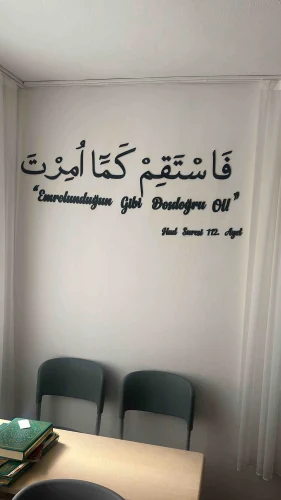 فَاسْتَقِمْ كَمَٓا اُمِرْتَ
“Emrolunduğun Gibi Dosdoğru Ol!”
Hud Suresi 112. Ayet